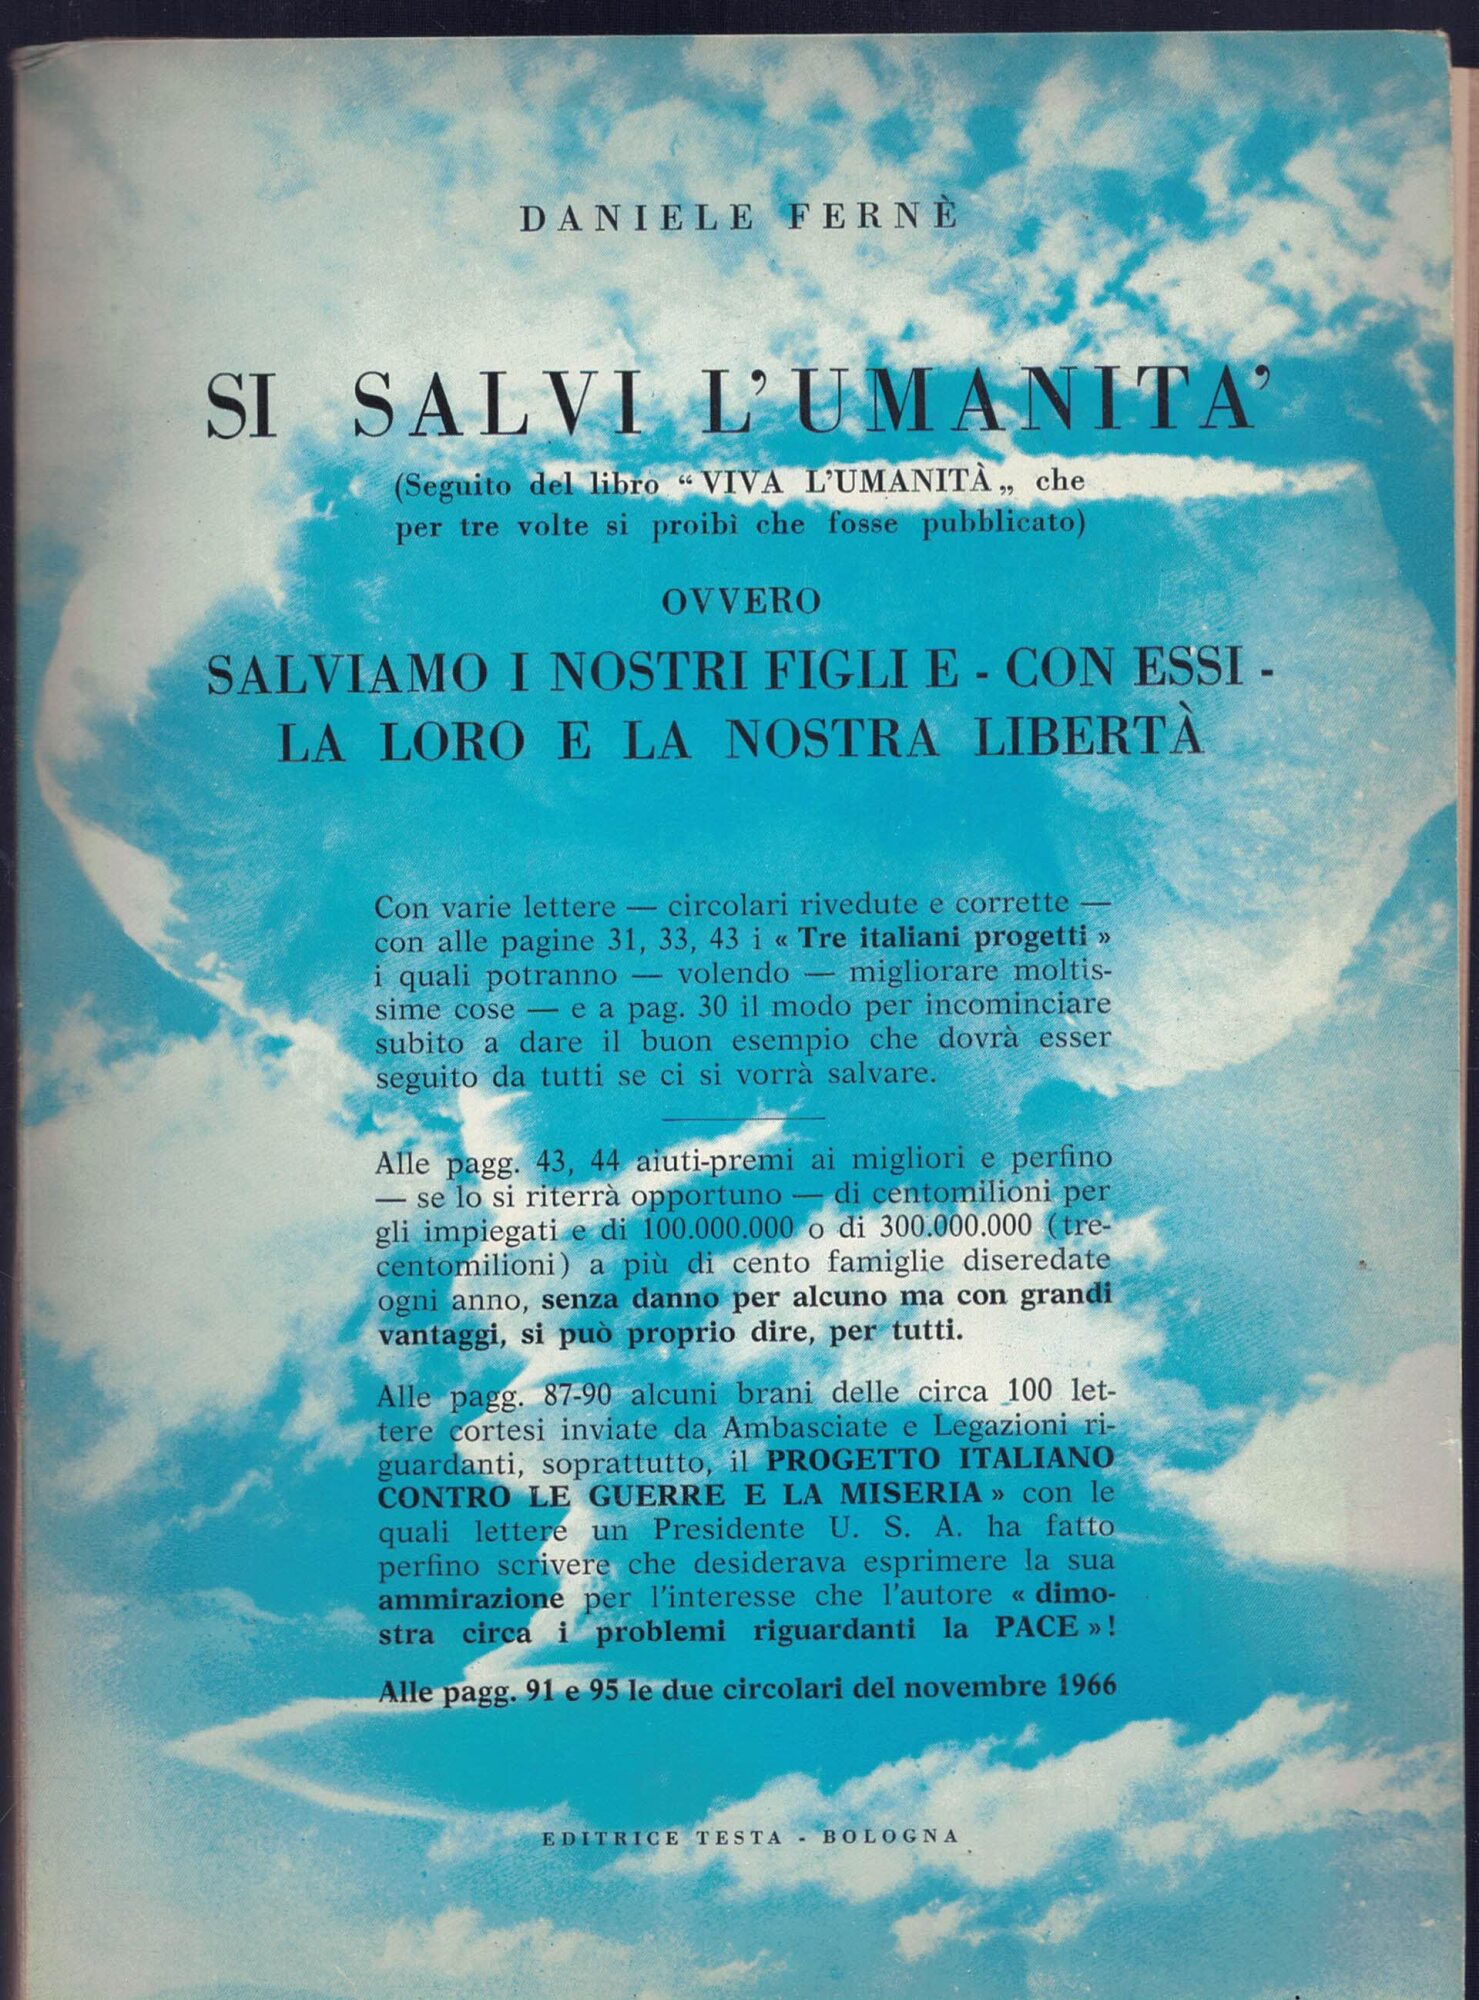 DANIELE FERNÈ
SI SALVI L'UMANITA'
(Seguito del libro “VIVA L'UMANITÀ„ che
per tre volte si proibì che fosse pubblicato)
OVVERO
SALVIAMO I NOSTRI FIGLI E - CON ESSI -
LA LORO E LA NOSTRA LIBERTÀ
Con varie lettere — circolari rivedute e corrette —
con alle pagine 31, 33, 43 i « Tre italiani progetti »
i quali potranno — volendo — migliorare moltis-
sime cose — e a pag. 30 il modo per incominciare
subito a dare il buon esempio che dovrà esser
seguito da tutti se ci si vorrà salvare.
Alle pagg. 43, 44 aiuti-premi ai migliori e perfino
— se lo si riterrà opportuno — di centomilioni per
gli impiegati e di 100.000.000 o di 300.000.000 (tre-
centomilioni) a più di cento famiglie diseredate
ogni anno, senza danno per alcuno ma con grandi
vantaggi, si può proprio dire, per tutti.
Alle pagg. 87-90 alcuni brani delle circa 100 let-
tere cortesi inviate da Ambasciate e Legazioni ri-
guardanti, soprattutto, il PROGETTO ITALIANO
CONTRO LE GUERRE E LA MISERIA » con le
quali lettere un Presidente U. S. A. ha fatto
perfino scrivere che desiderava esprimere la sua
ammirazione per l'interesse che l'autore « dimo-
stra circa i problemi riguardanti la PACE »!
Alle pagg. 91 e 95 le due circolari del novembre 1966
EDITRICE TESTA - BOLOGNA